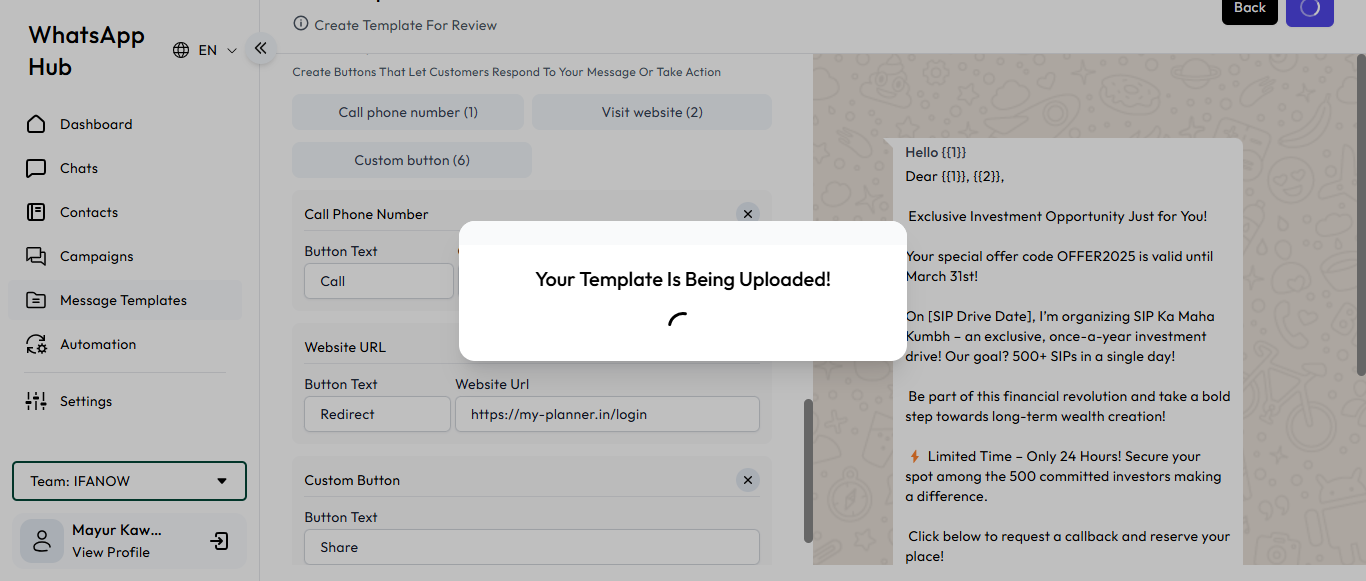 WhatsApp
Hub
EN
Dashboard
Chats
Contacts
Campaigns
Message Templates
Automation
Settings
Team: IFANOW
Mayur Kaw...
View Profile
Create Template For Review
Back
Create Buttons That Let Customers Respond To Your Message Or Take Action
Call phone number (1)
Visit website (2)
Custom button (6)
Call Phone Number
Button Text
Call
Website URL
Button Text
Website Url
Redirect
https://my-planner.in/login
Custom Button
Button Text
Share
Your Template Is Being Uploaded!
Hello {{1}}
Dear {{1}}, {{2}},
Exclusive Investment Opportunity Just for You!
Your special offer code OFFER2025 is valid until
March 31st!
On [SIP Drive Date], I'm organizing SIP Ka Maha
Kumbh – an exclusive, once-a-year investment
drive! Our goal? 500+ SIPs in a single day!
Be part of this financial revolution and take a bold
step towards long-term wealth creation!
⚡ Limited Time – Only 24 Hours! Secure your
spot among the 500 committed investors making
a difference.
Click below to request a callback and reserve your
place!